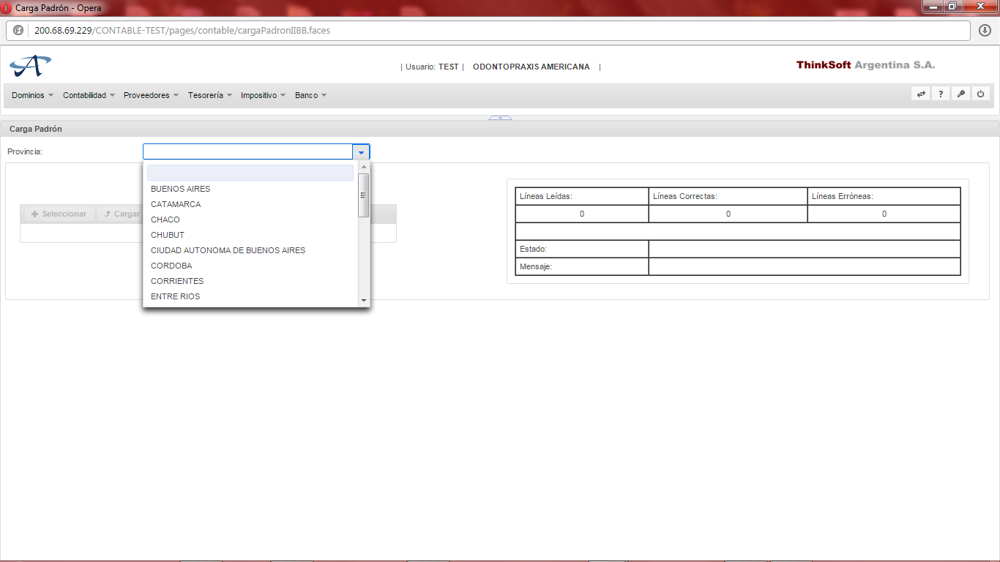 Carga Padrón - Opera
200.68.69.229/CONTABLE-TEST/pages/contable/cargaPadronIIBB.faces
| Usuario: TEST | ODONTOPRAXIS AMERICANA |
ThinkSoft Argentina S.A.
Dominios Contabilidad Proveedores Tesorería Impositivo Banco ?
Carga Padrón
Provincia:
BUENOS AIRES
CATAMARCA
CHACO
CHUBUT
CIUDAD AUTONOMA DE BUENOS AIRES
CORDOBA
CORRIENTES
ENTRE RIOS
Seleccionar Cargar
Líneas Leídas: Líneas Correctas: Líneas Erróneas:
0 0 0
Estado:
Mensaje: